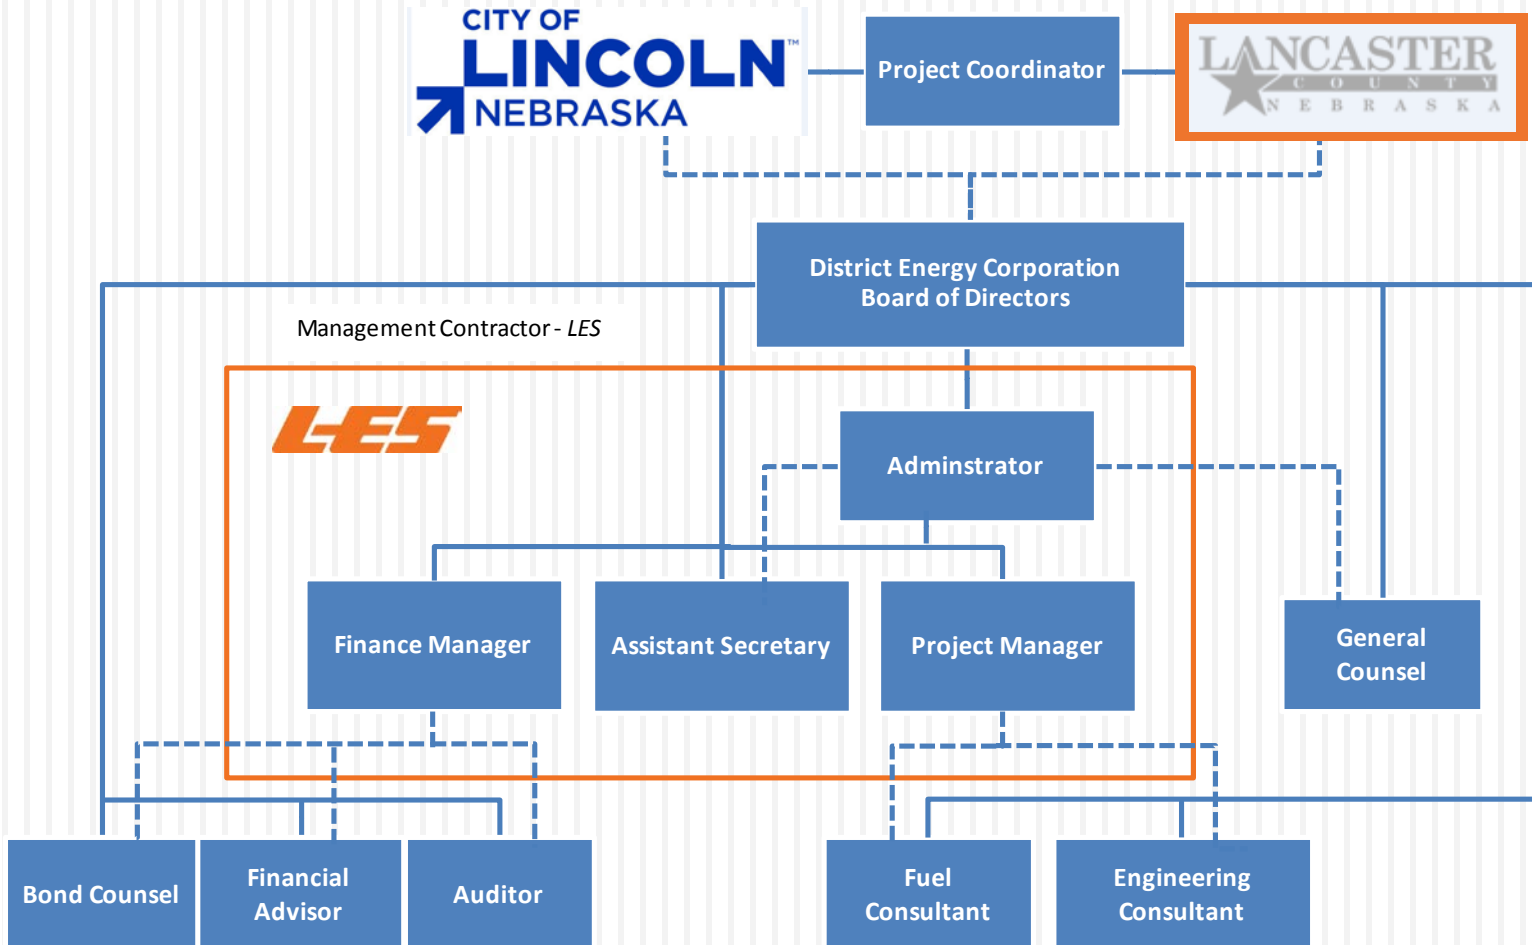 CITY OF
LINCOLN™
NEBRASKA
Project Coordinator
LANCASTER
COUNTY
NEBRASKA
District Energy Corporation
Board of Directors
Management Contractor - LES
LES
Adminstrator
Finance Manager
Assistant Secretary
Project Manager
General
Counsel
Bond Counsel
Financial
Advisor
Auditor
Fuel
Consultant
Engineering
Consultant